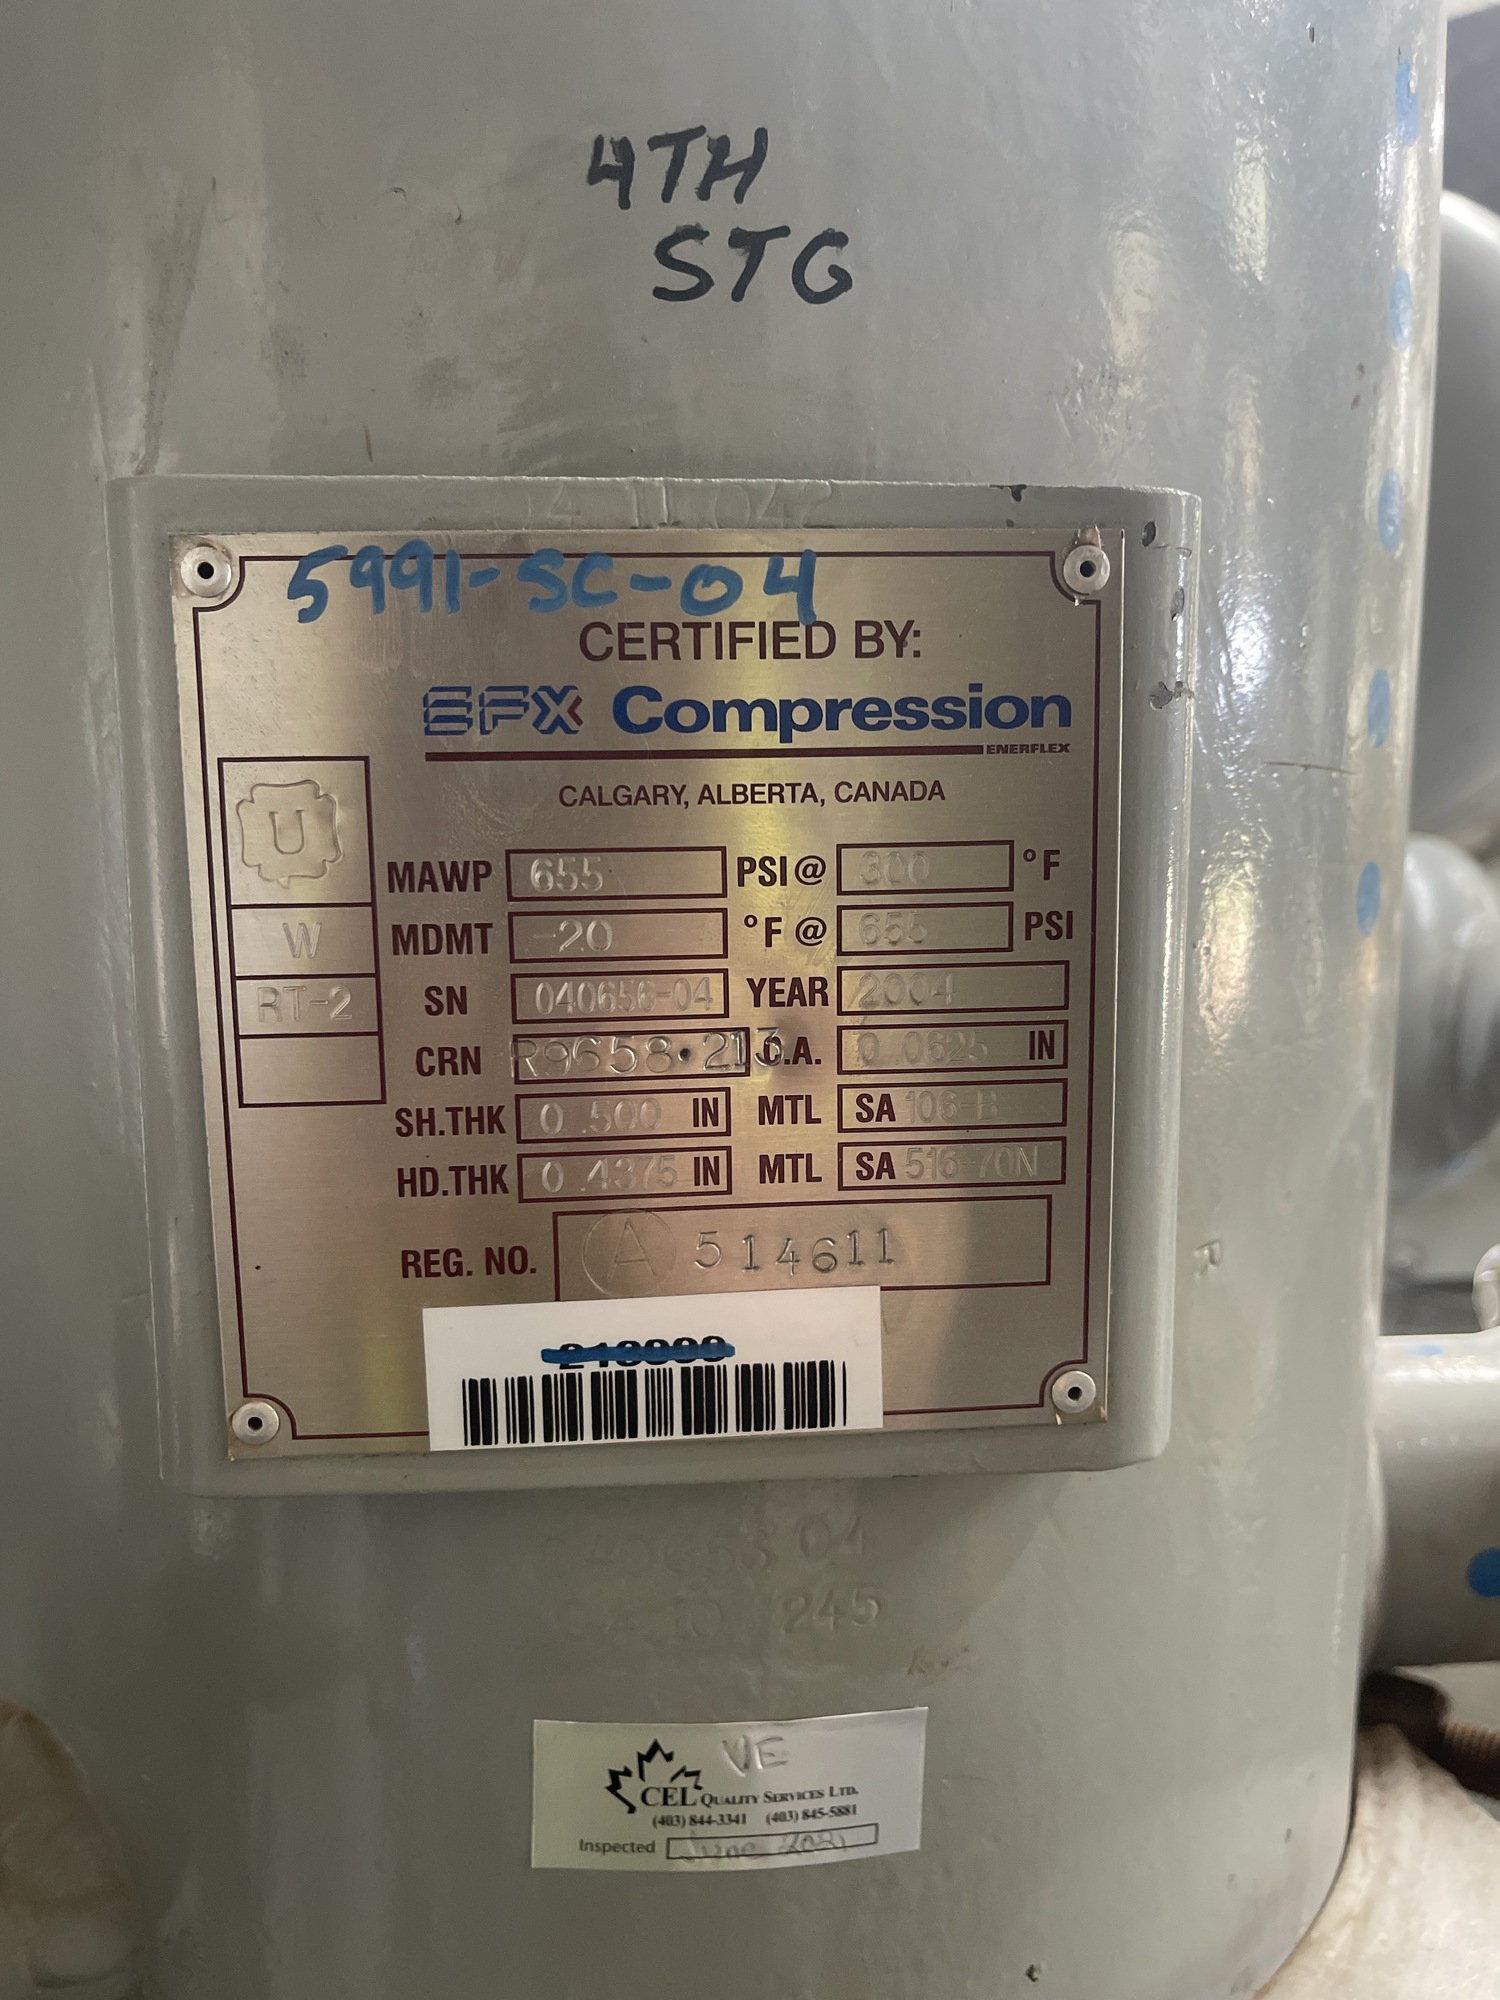 4TH
STG
5991-SC-04
CERTIFIED BY:
EFX Compression
ENERFLEX
CALGARY, ALBERTA, CANADA
U
W
RT-2
MAWP 655 PSI @ 300 °F
MDMT -20 °F @ 655 PSI
SN 040656-04 YEAR 2004
CRN R9658.213 C.A. 0.0625 IN
SH.THK 0.500 IN MTL SA 106-B
HD.THK 0.4375 IN MTL SA 516-70N
REG. NO. A 514611
245
VE
CEL QUALITY SERVICES LTD.
(403) 844-3341 (403) 845-5881
Inspected June 2021